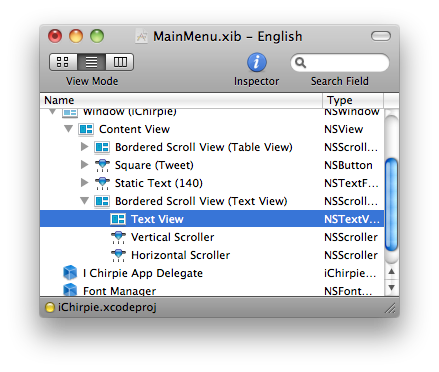 MainMenu.xib – English
View Mode
Inspector
Search Field
Name Type
Window (iChirpie) NSWindow
Content View NSView
Bordered Scroll View (Table View) NSScroll...
Square (Tweet) NSButton
Static Text (140) NSTextF...
Bordered Scroll View (Text View) NSScroll...
Text View NSTextV...
Vertical Scroller NSScroller
Horizontal Scroller NSScroller
I Chirpie App Delegate iChirpie...
Font Manager NSFont...
iChirpie.xcodeproj